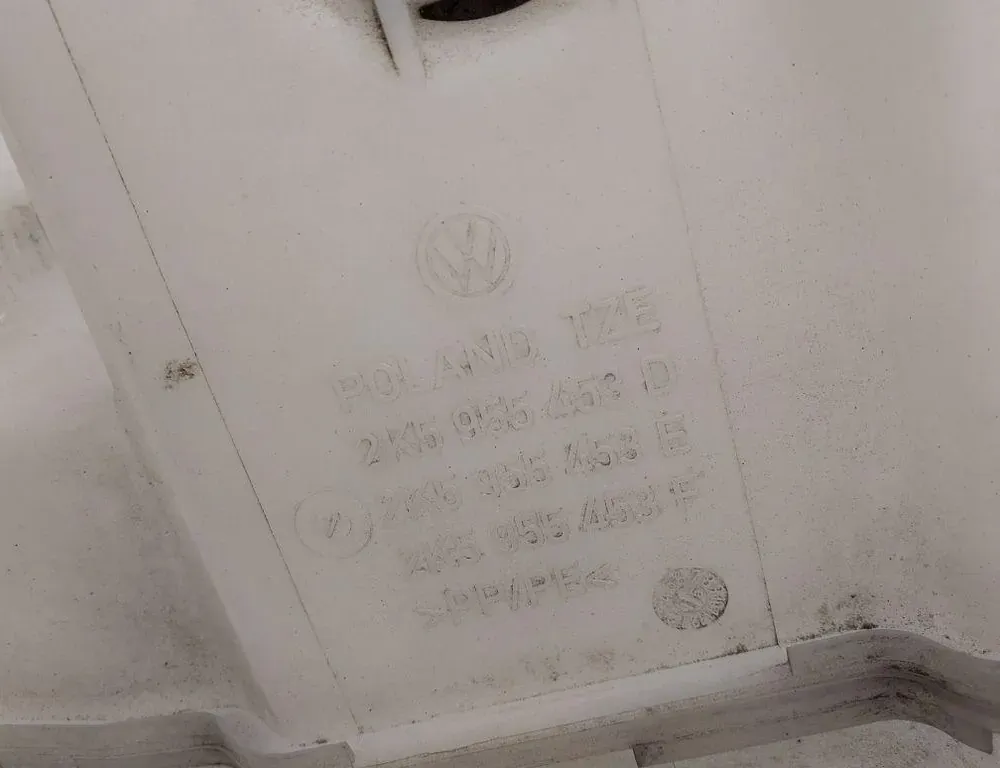 POLAND TZE
2K5 955 453 D
2K5 955 453 E
2K5 955 453 F
>PP/PE<